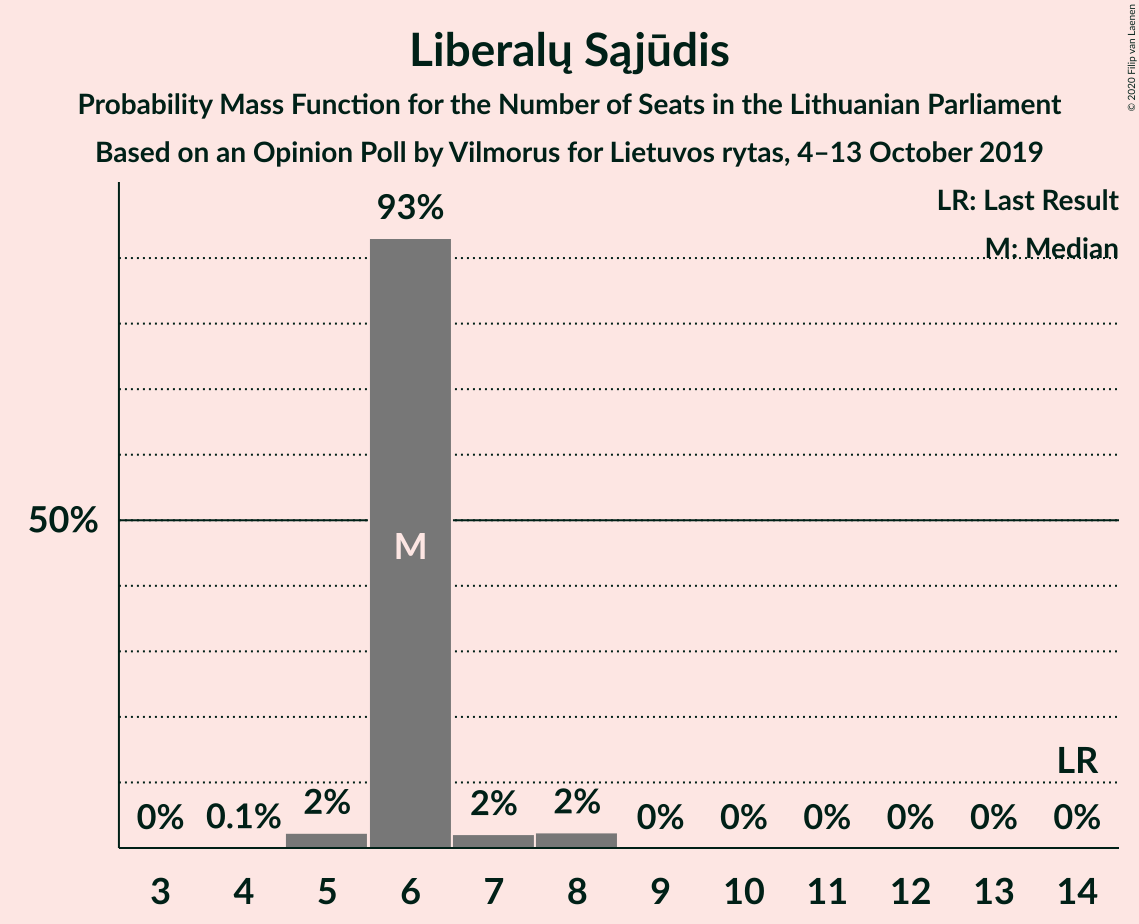 Liberalų Sąjūdis
Probability Mass Function for the Number of Seats in the Lithuanian Parliament
Based on an Opinion Poll by Vilmorus for Lietuvos rytas, 4–13 October 2019
© 2020 Filip van Laenen
LR: Last Result
M: Median
93%
50%
M
LR
0% 0.1% 2% 2% 2% 0% 0% 0% 0% 0% 0%
3 4 5 6 7 8 9 10 11 12 13 14